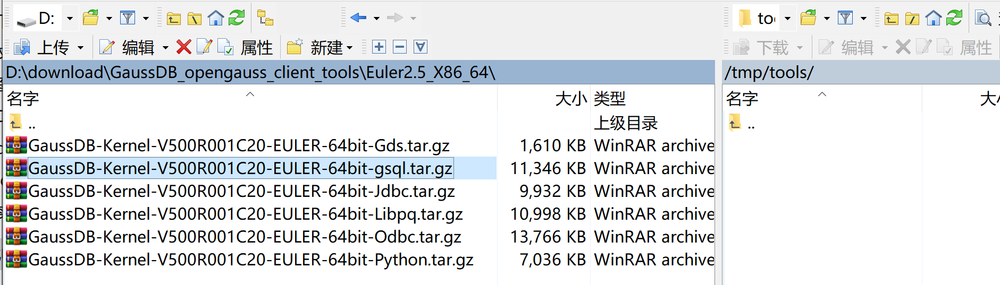 D: too
上传 编辑 属性 新建 下载 编辑 属性
D:\download\GaussDB_opengauss_client_tools\Euler2.5_X86_64\ /tmp/tools/
名字 大小 类型 名字
.. 上级目录 ..
GaussDB-Kernel-V500R001C20-EULER-64bit-Gds.tar.gz 1,610 KB WinRAR archive
GaussDB-Kernel-V500R001C20-EULER-64bit-gsql.tar.gz 11,346 KB WinRAR archive
GaussDB-Kernel-V500R001C20-EULER-64bit-Jdbc.tar.gz 9,932 KB WinRAR archive
GaussDB-Kernel-V500R001C20-EULER-64bit-Libpq.tar.gz 10,998 KB WinRAR archive
GaussDB-Kernel-V500R001C20-EULER-64bit-Odbc.tar.gz 13,766 KB WinRAR archive
GaussDB-Kernel-V500R001C20-EULER-64bit-Python.tar.gz 7,036 KB WinRAR archive